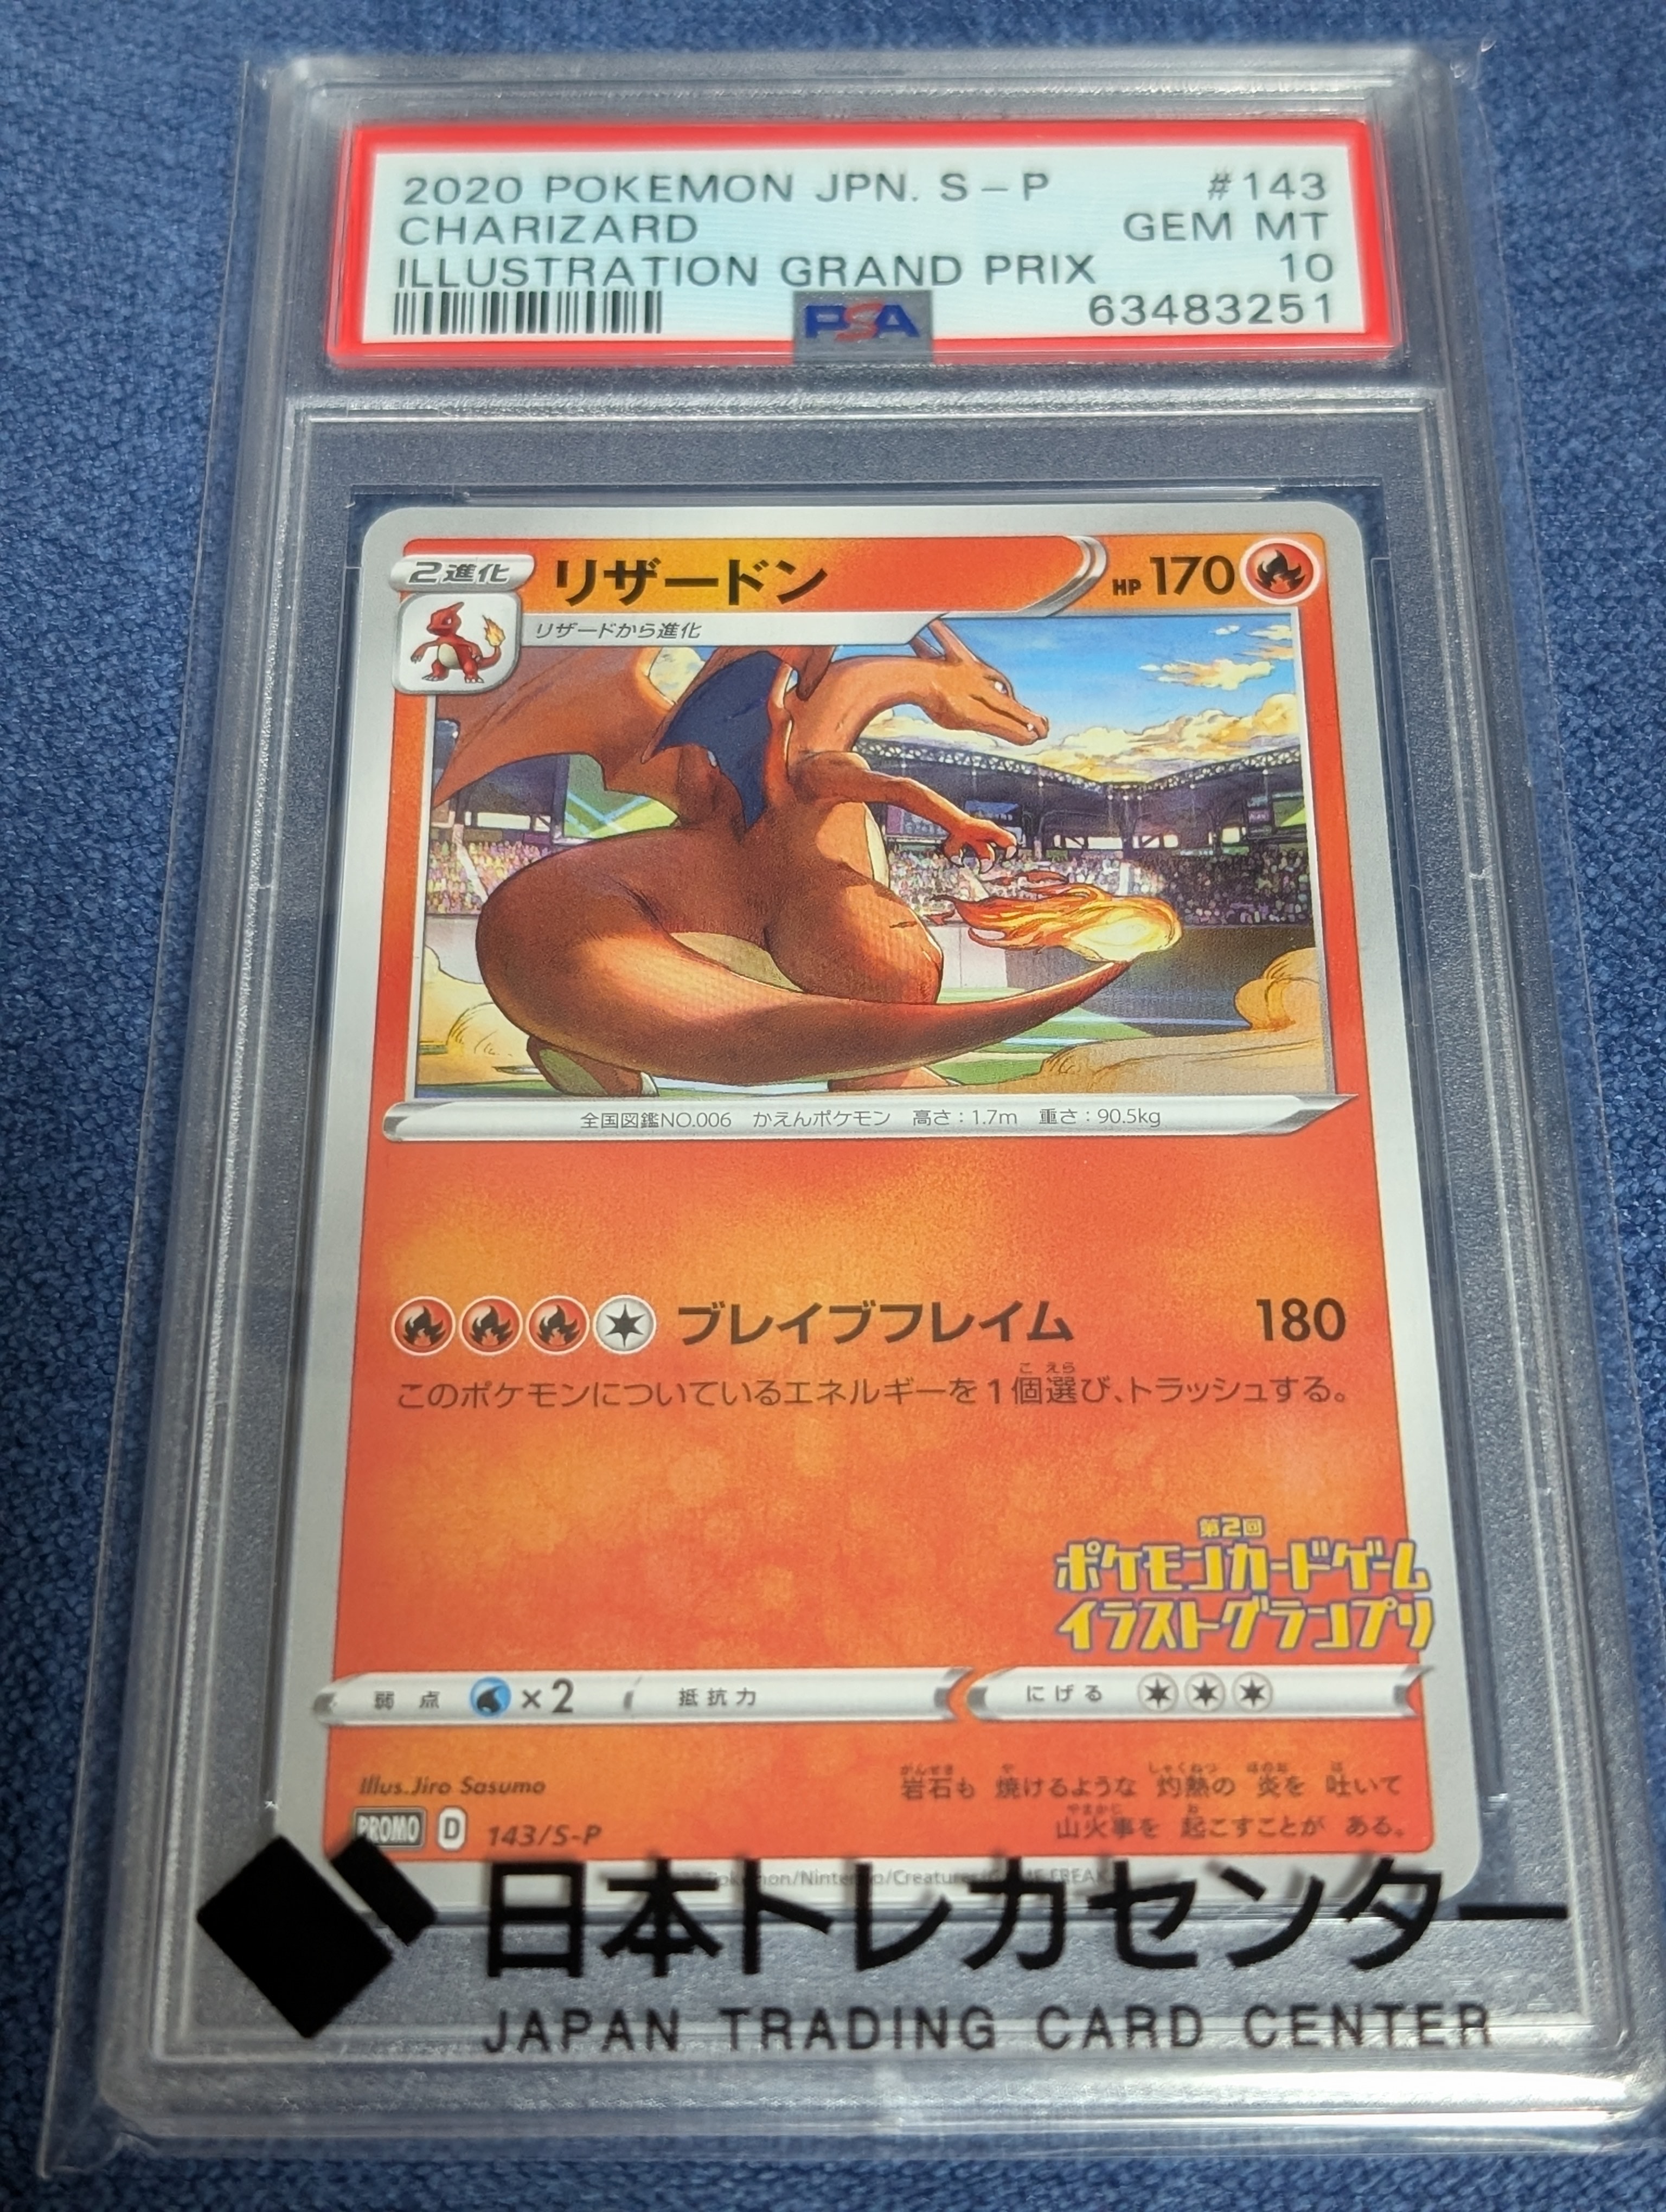 2020 POKEMON JPN. S-P #143
CHARIZARD GEM MT
ILLUSTRATION GRAND PRIX 10
PSA 63483251
2進化 リザードン HP 170
リザードから進化
全国図鑑NO.006 かえんポケモン 高さ:1.7m 重さ:90.5kg
ブレイブフレイム 180
このポケモンについているエネルギーを1個選び、トラッシュする。
第2回
ポケモンカードゲーム
イラストグランプリ
弱点 ×2 抵抗力 にげる
Illus.Jiro Sasumo
岩石も 焼けるような 灼熱の 炎を 吐いて
山火事を 起こすことが ある。
PROMO D 143/S-P
Pokémon/Nintendo/Creatures/GAME FREAK
日本トレカセンター
JAPAN TRADING CARD CENTER